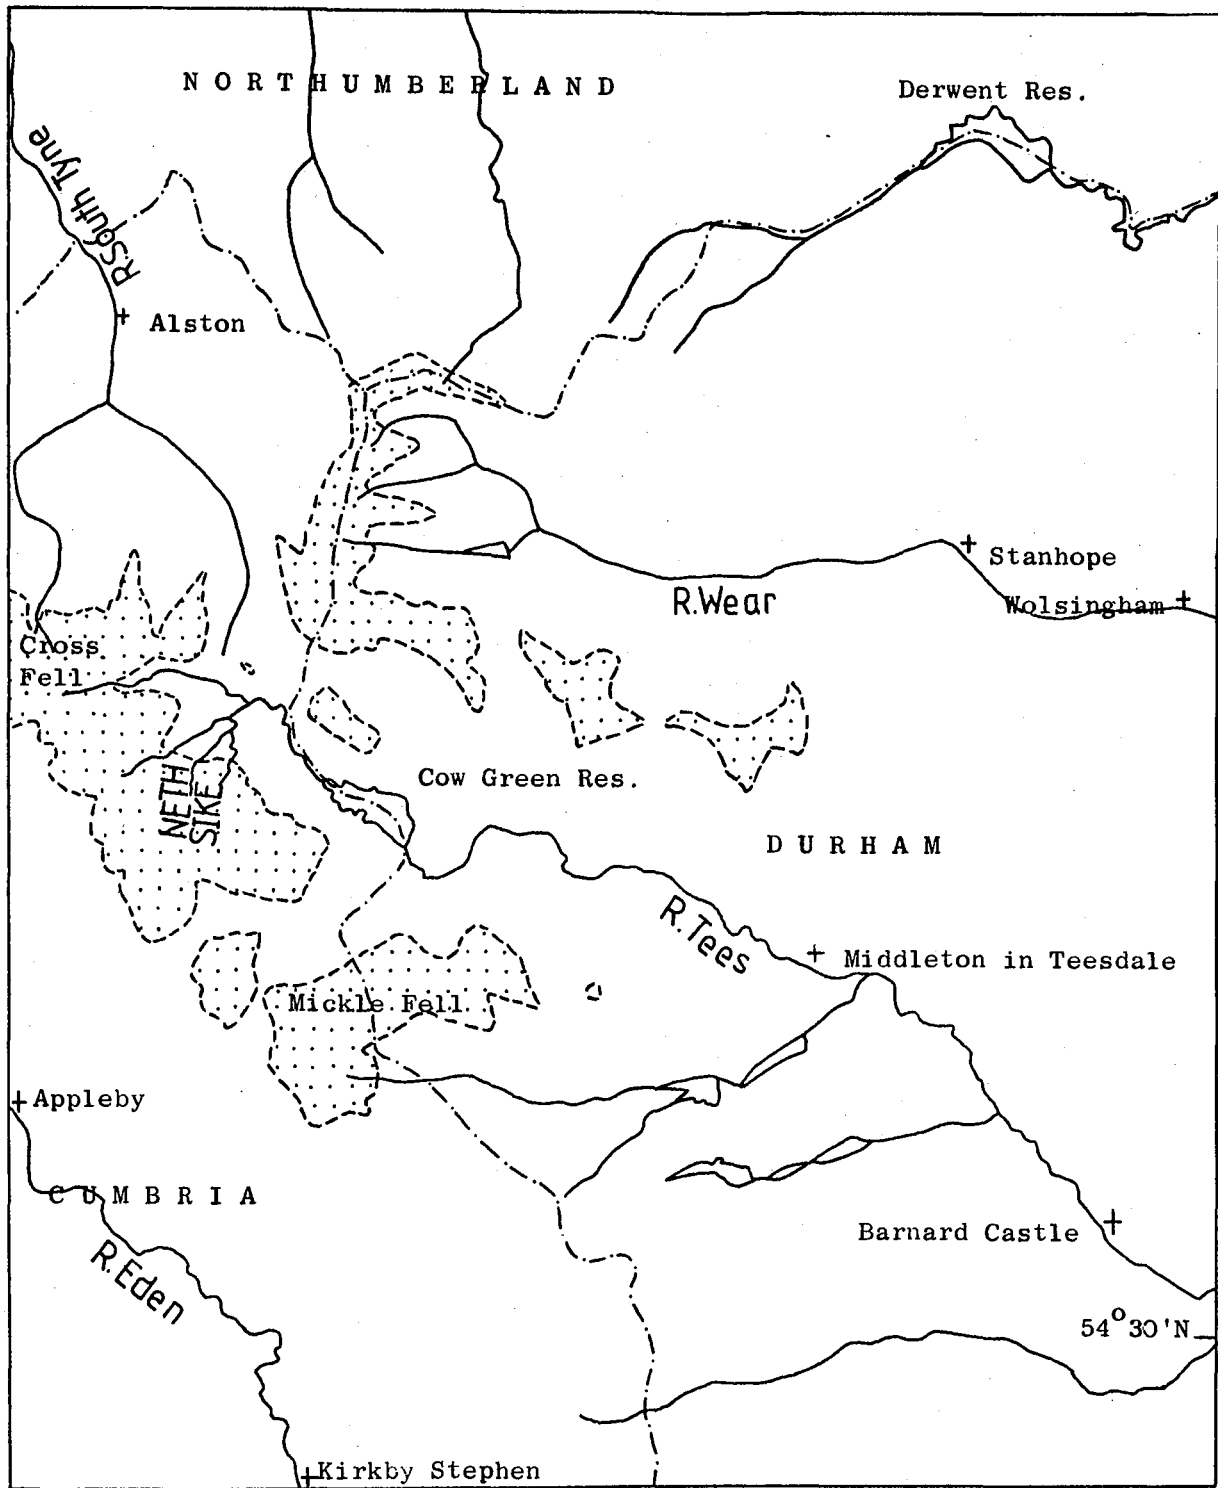 NORTHUMBERLAND
Derwent Res.
R.South Tyne
Alston
Stanhope
R.Wear
Wolsingham
Cross
Fell
Cow Green Res.
NETH
SIKE
DURHAM
R.Tees
Middleton in Teesdale
Mickle Fell
Appleby
CUMBRIA
Barnard Castle
R.Eden
54°30'N
Kirkby Stephen